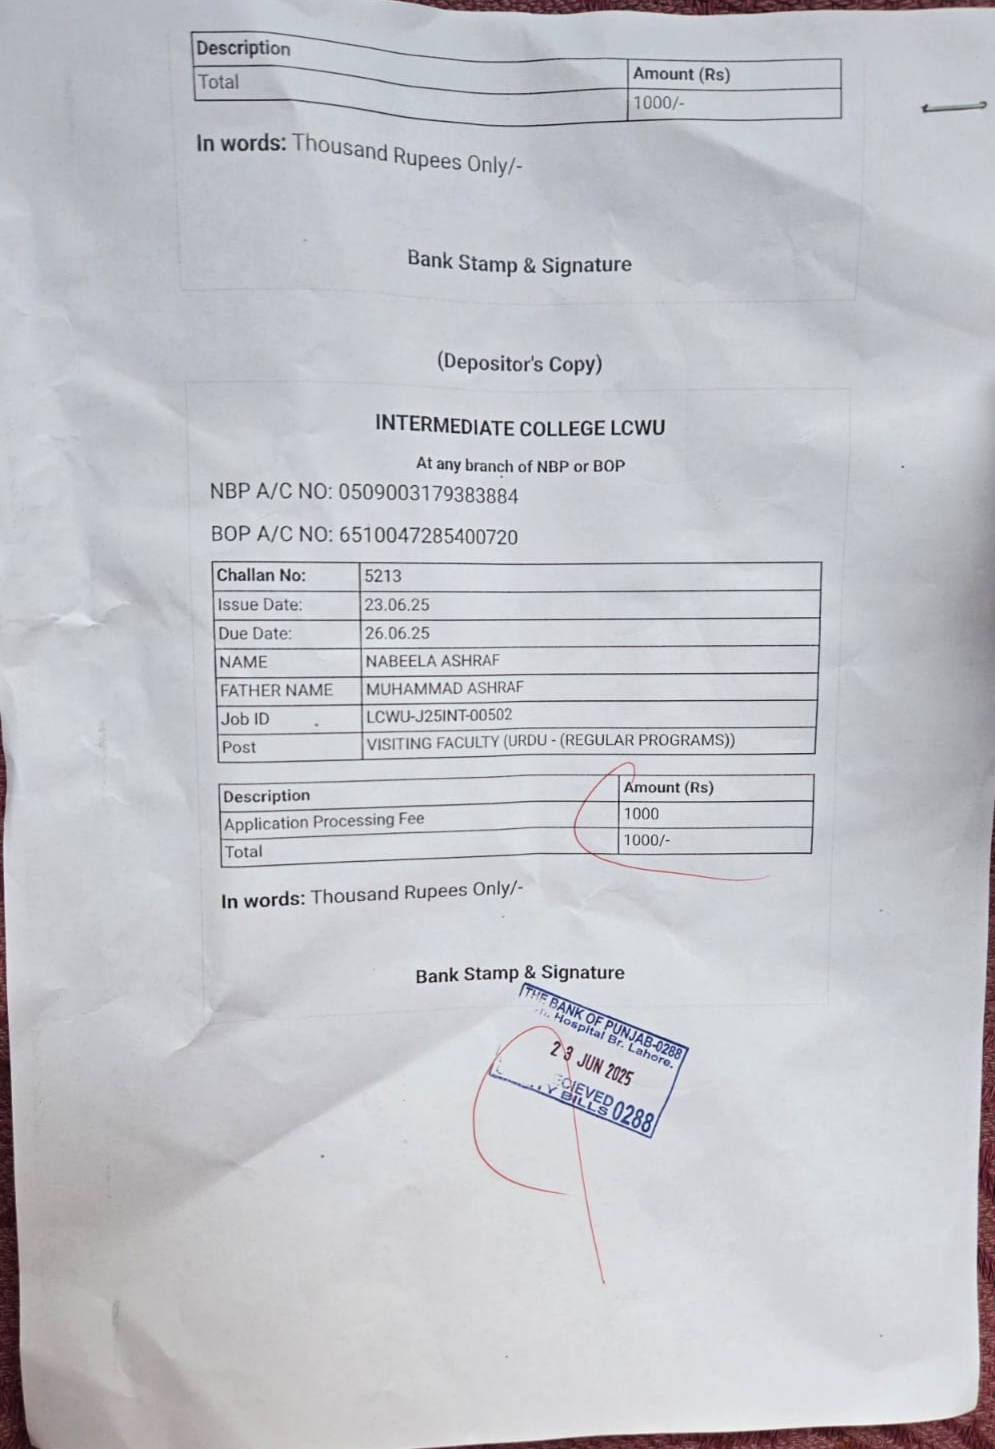 Description Amount (Rs)
Total 1000/-
In words: Thousand Rupees Only/-
Bank Stamp & Signature
(Depositor's Copy)
INTERMEDIATE COLLEGE LCWU
At any branch of NBP or BOP
NBP A/C NO: 0509003179383884
BOP A/C NO: 6510047285400720
Challan No: 5213
Issue Date: 23.06.25
Due Date: 26.06.25
NAME NABEELA ASHRAF
FATHER NAME MUHAMMAD ASHRAF
Job ID LCWU-J25INT-00502
Post VISITING FACULTY (URDU - (REGULAR PROGRAMS))
Description Amount (Rs)
Application Processing Fee 1000
Total 1000/-
In words: Thousand Rupees Only/-
Bank Stamp & Signature
THE BANK OF PUNJAB-0288
Hospital Br. Lahore.
23 JUN 2025
BILLS 0288